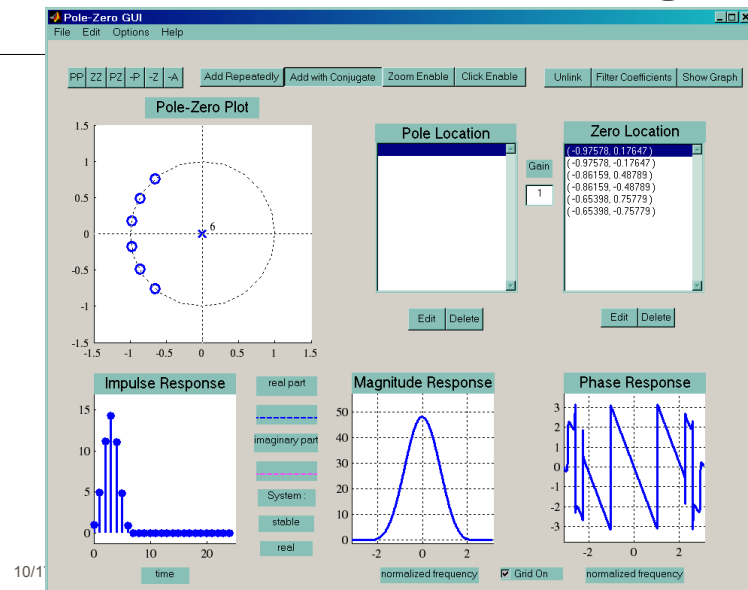 Pole-Zero GUI
File Edit Options Help
PP ZZ PZ -P -Z -A Add Repeatedly Add with Conjugate Zoom Enable Click Enable Unlink Filter Coefficients Show Graph
Pole-Zero Plot
1.5
1
0.5
0
-0.5
-1
-1.5
-1.5 -1 -0.5 0 0.5 1 1.5
6
Pole Location
Edit Delete
Gain
1
Zero Location
(-0.97578, 0.17647)
(-0.97578, -0.17647)
(-0.86159, 0.48789)
(-0.86159, -0.48789)
(-0.65398, 0.75779)
(-0.65398, -0.75779)
Edit Delete
Impulse Response
15
10
5
0
0 10 20
time
real part
imaginary part
System :
stable
real
Magnitude Response
50
40
30
20
10
0
-2 0 2
normalized frequency
Grid On
Phase Response
3
2
1
0
-1
-2
-3
-2 0 2
normalized frequency